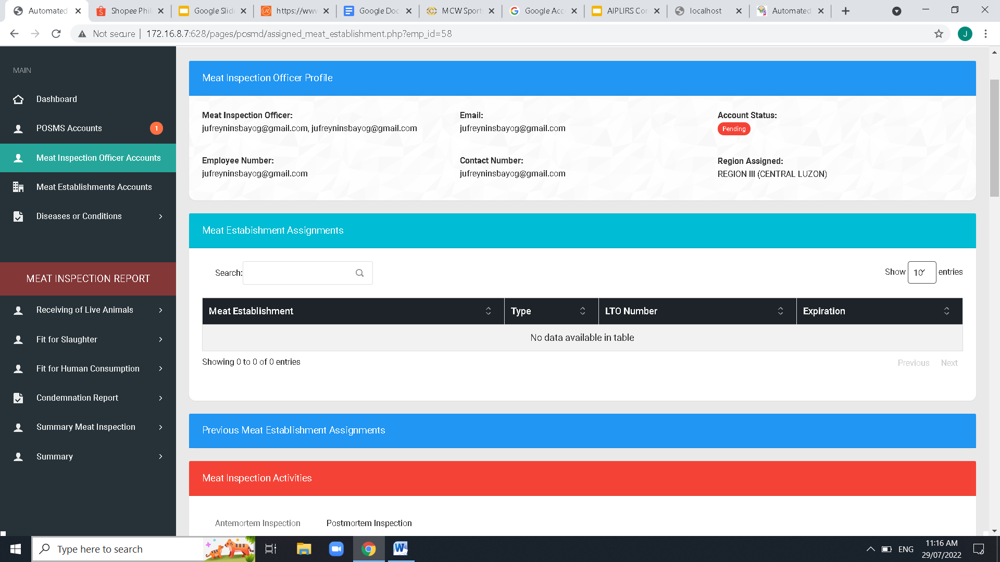 Automated
Shopee Phili
Google Slide
https://www
Google Doc
MCW Sport
Google Acc
AIPLIRS Cor
localhost
Automated
Not secure | 172.16.8.7:628/pages/posmd/assigned_meat_establishment.php?emp_id=58
J
MAIN
Dashboard
POSMS Accounts 1
Meat Inspection Officer Accounts
Meat Establishments Accounts
Diseases or Conditions
MEAT INSPECTION REPORT
Receiving of Live Animals
Fit for Slaughter
Fit for Human Consumption
Condemnation Report
Summary Meat Inspection
Summary
Meat Inspection Officer Profile
Meat Inspection Officer: Email: Account Status:
jufreyninsbayog@gmail.com, jufreyninsbayog@gmail.com jufreyninsbayog@gmail.com Pending
Employee Number: Contact Number: Region Assigned:
jufreyninsbayog@gmail.com jufreyninsbayog@gmail.com REGION III (CENTRAL LUZON)
Meat Estabishment Assignments
Search: Show 10 entries
Meat Establishment Type LTO Number Expiration
No data available in table
Showing 0 to 0 of 0 entries Previous Next
Previous Meat Establishment Assignments
Meat Inspection Activities
Antemortem Inspection Postmortem Inspection
Type here to search
ENG
11:16 AM
29/07/2022